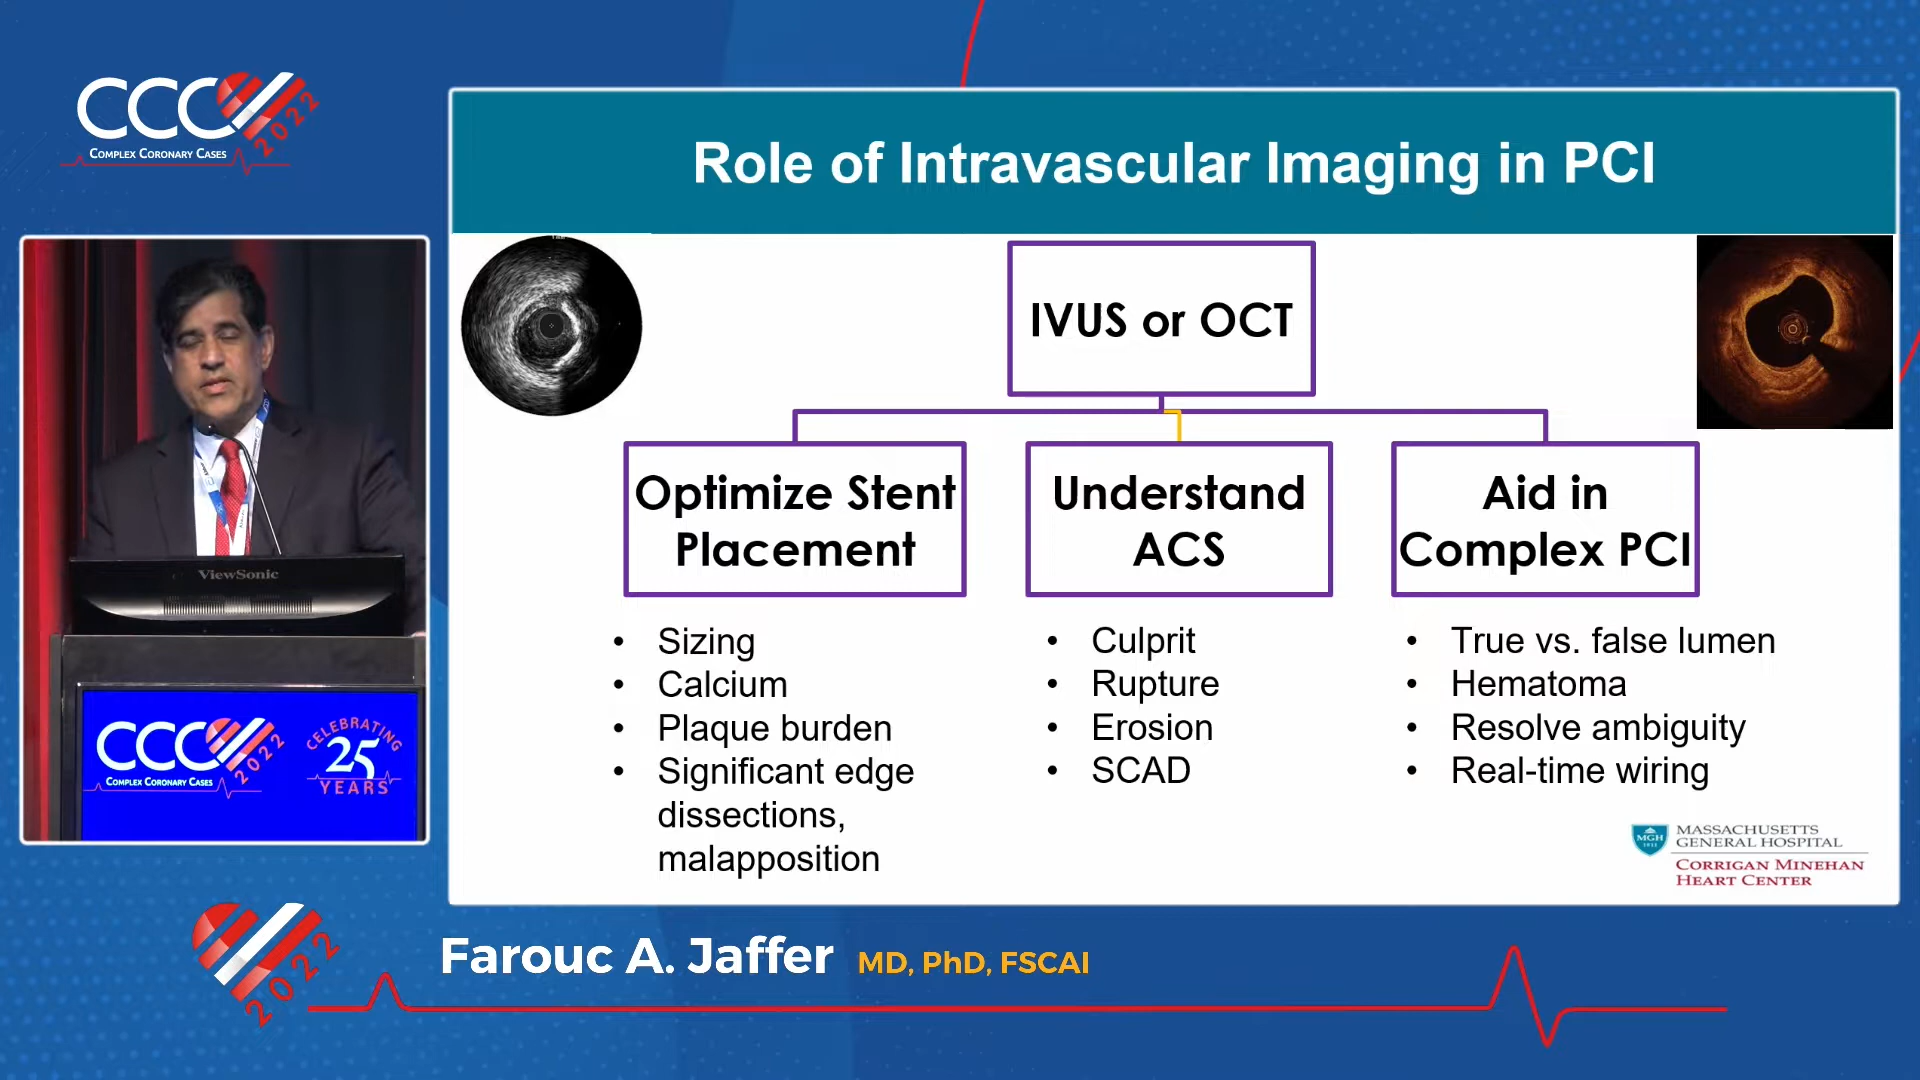 CCC
2022
COMPLEX CORONARY CASES
Role of Intravascular Imaging in PCI
IVUS or OCT
Optimize Stent
Placement
Understand
ACS
Aid in
Complex PCI
• Sizing
• Calcium
• Plaque burden
• Significant edge
dissections,
malapposition
• Culprit
• Rupture
• Erosion
• SCAD
• True vs. false lumen
• Hematoma
• Resolve ambiguity
• Real-time wiring
MGH
1811
MASSACHUSETTS
GENERAL HOSPITAL
CORRIGAN MINEHAN
HEART CENTER
ViewSonic
CCC
2022
COMPLEX CORONARY CASES
CELEBRATING
25
YEARS
2022
Farouc A. Jaffer MD, PhD, FSCAI